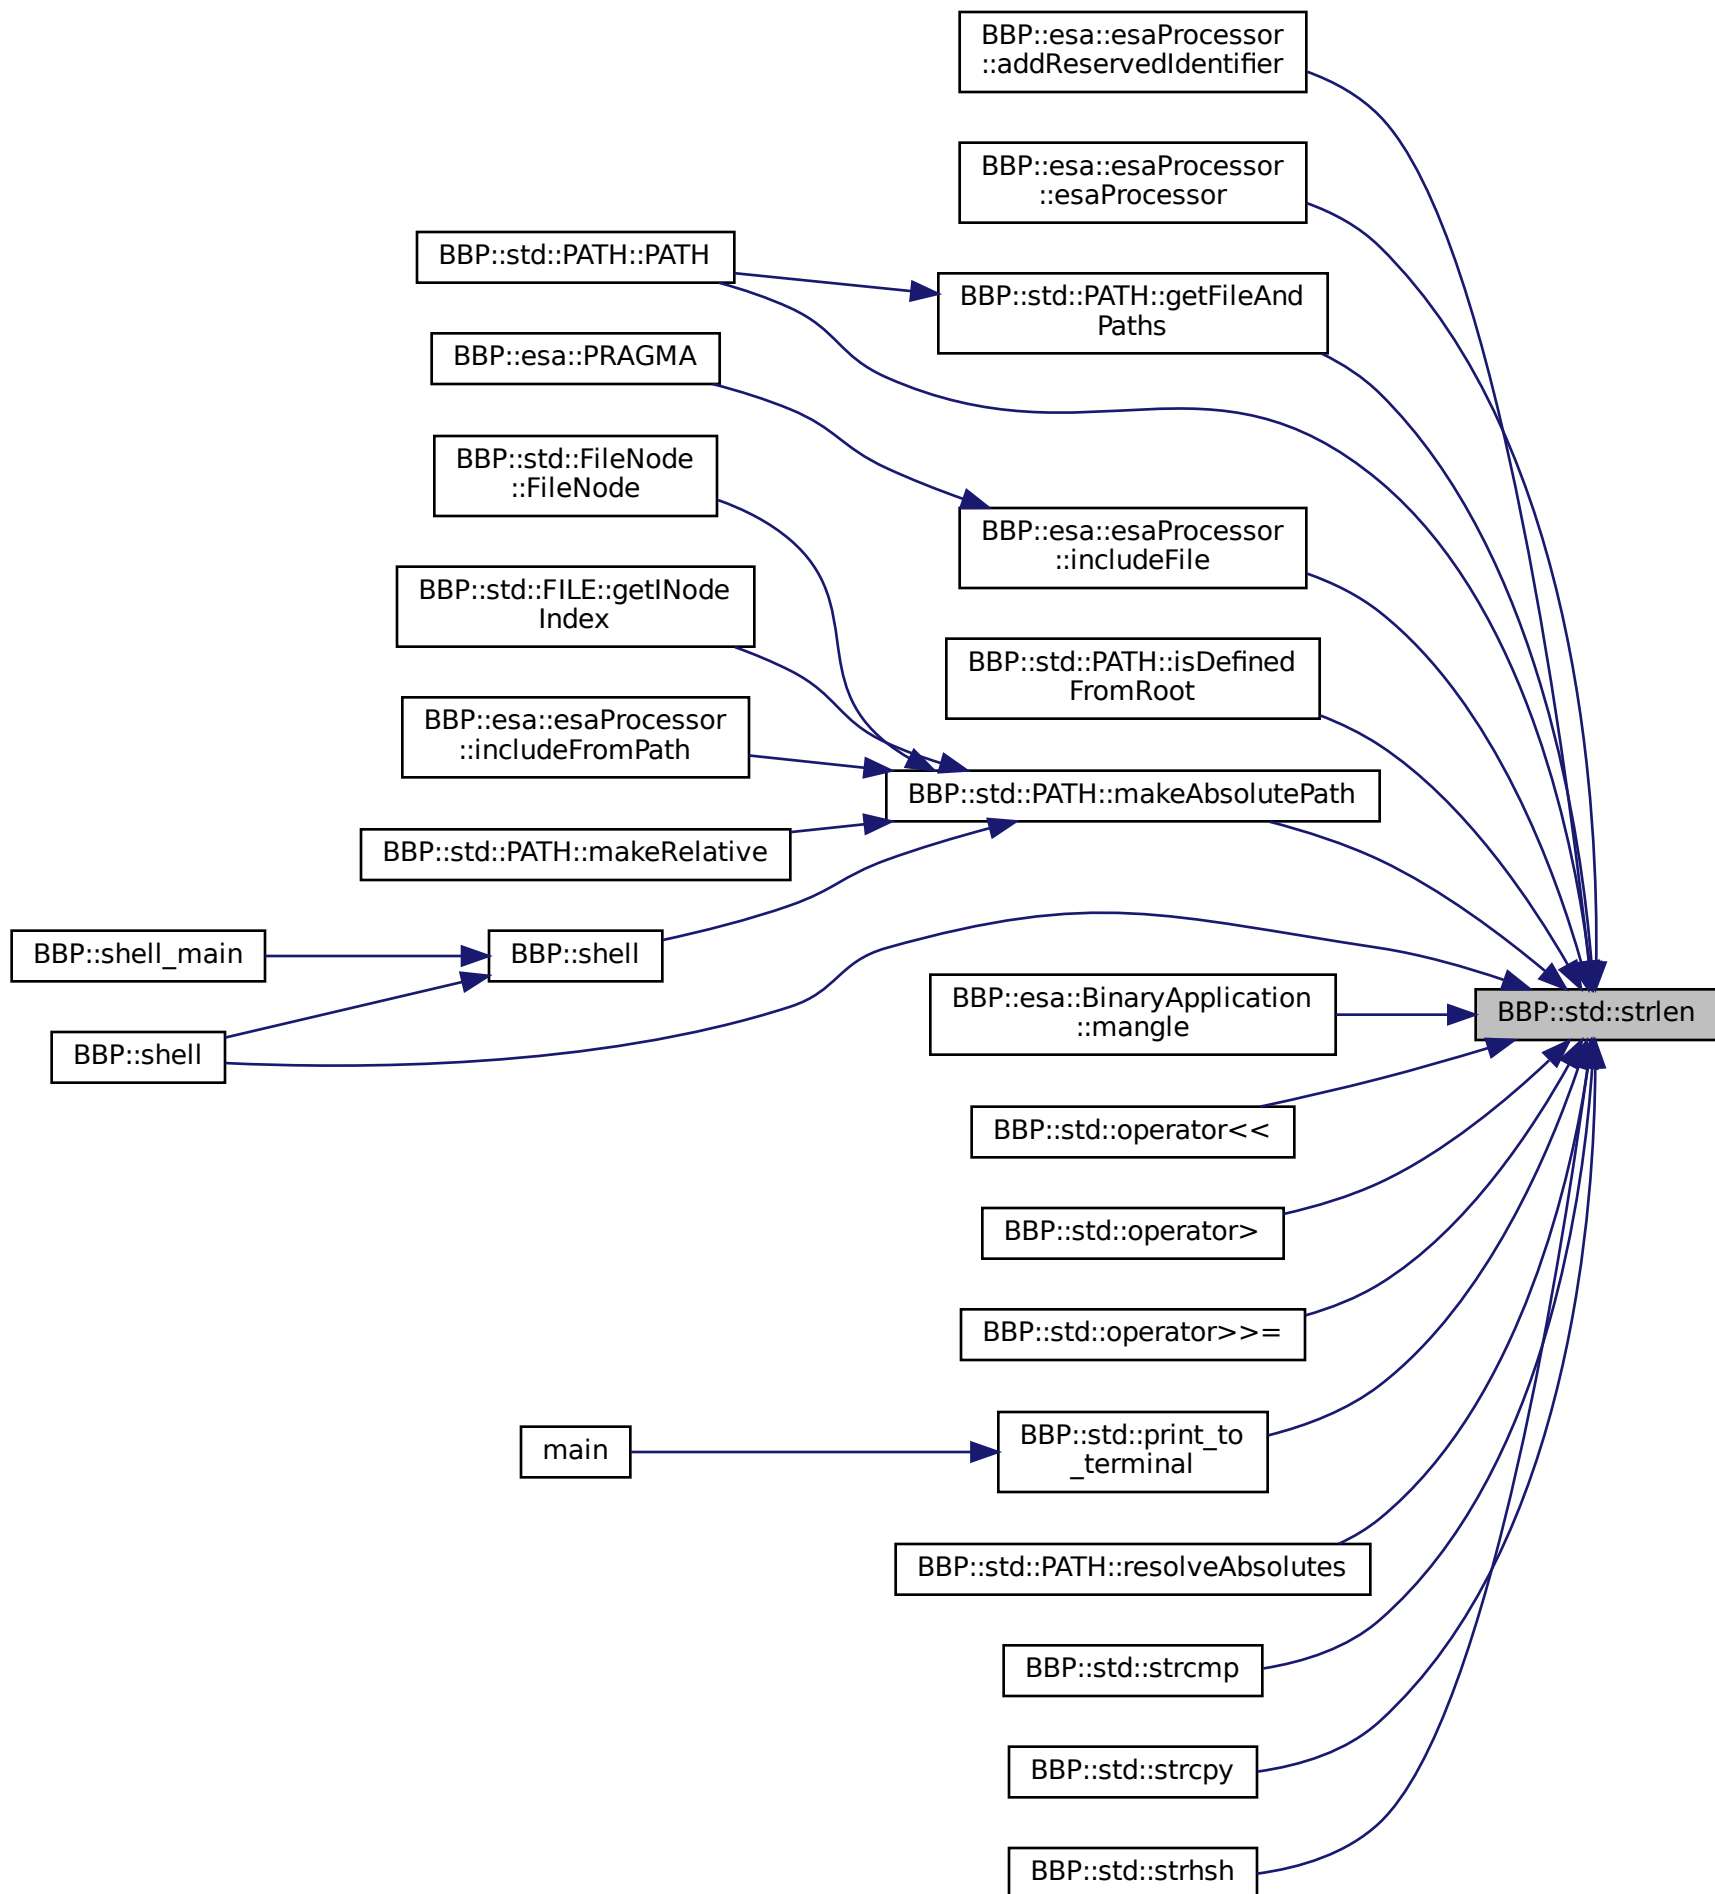 BBP::esa::esaProcessor
::addReservedIdentifier
BBP::esa::esaProcessor
::esaProcessor
BBP::std::PATH::PATH
BBP::std::PATH::getFileAnd
Paths
BBP::esa::PRAGMA
BBP::std::FileNode
::FileNode
BBP::esa::esaProcessor
::includeFile
BBP::std::FILE::getINode
Index
BBP::std::PATH::isDefined
FromRoot
BBP::esa::esaProcessor
::includeFromPath
BBP::std::PATH::makeAbsolutePath
BBP::std::PATH::makeRelative
BBP::shell_main
BBP::shell
BBP::esa::BinaryApplication
::mangle
BBP::std::strlen
BBP::shell
BBP::std::operator<<
BBP::std::operator>
BBP::std::operator>>=
main
BBP::std::print_to
_terminal
BBP::std::PATH::resolveAbsolutes
BBP::std::strcmp
BBP::std::strcpy
BBP::std::strhsh